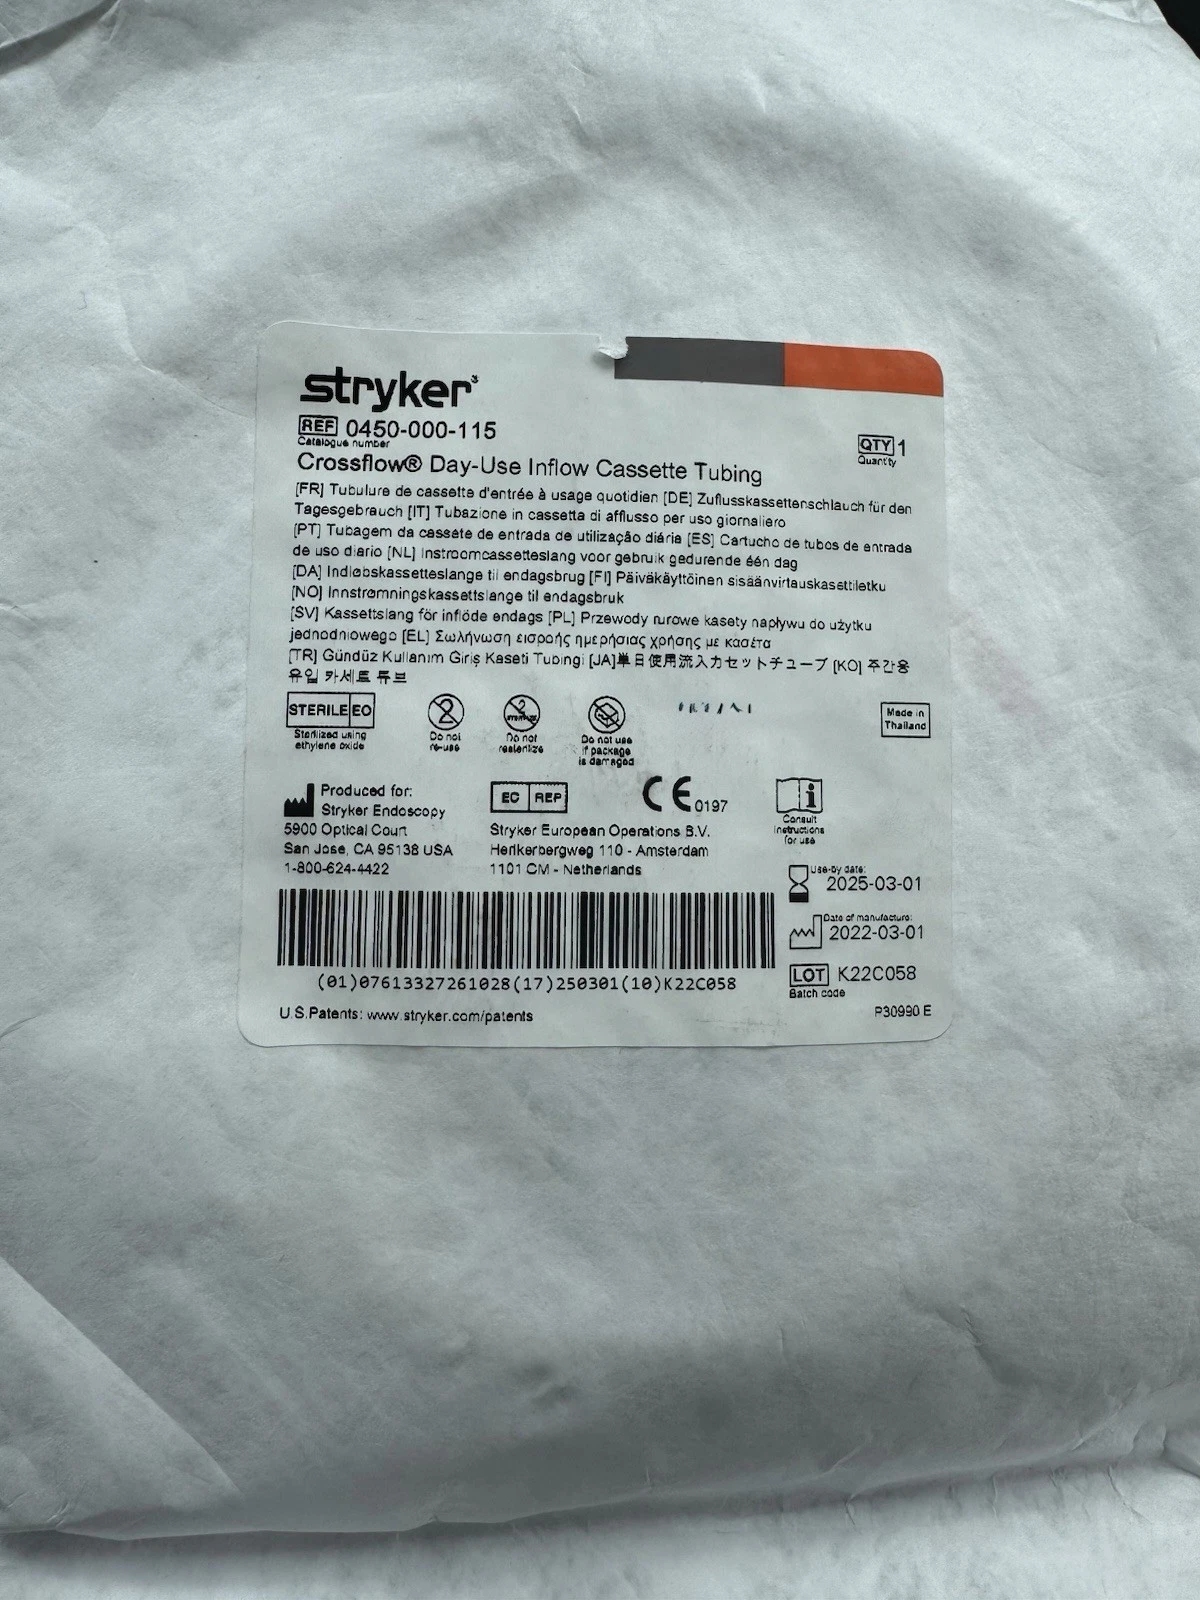 stryker
REF 0450-000-115
Catalogue number
QTY 1
Quantity
Crossflow® Day-Use Inflow Cassette Tubing
[FR] Tubulure de cassette d'entrée à usage quotidien [DE] Zuflusskassettenschlauch für den
Tagesgebrauch [IT] Tubazione in cassetta di afflusso per uso giornaliero
[PT] Tubagem da cassete de entrada de utilização diária [ES] Cartucho de tubos de entrada
de uso diario [NL] Instroomcassetteslang voor gebruik gedurende één dag
[DA] Indløbskassetteslange til endagsbrug [FI] Päiväkäyttöinen sisäänvirtauskasettiletku
[NO] Innstrømningskassettslange til endagsbruk
[SV] Kassettslang för inflöde endags [PL] Przewody rurowe kasety napływu do użytku
jednodniowego [EL] Σωλήνωση εισροής ημερήσιας χρήσης με κασέτα
[TR] Gündüz Kullanım Giriş Kaseti Tubingi [JA]単日使用流入カセットチューブ [KO] 주간용
유입 카세트 튜브
STERILE EO
Sterilized using
ethylene oxide
2
Do not
re-use
2
STERILIZE
Do not
resterilize
Do not use
if package
is damaged
Made in
Thailand
Produced for:
Stryker Endoscopy
5900 Optical Court
San Jose, CA 95138 USA
1-800-624-4422
EC REP
Stryker European Operations B.V.
Herikerbergweg 110 - Amsterdam
1101 CM - Netherlands
CE 0197
i
Consult
instructions
for use
Use-by date:
2025-03-01
Date of manufacture:
2022-03-01
LOT K22C058
Batch code
(01)07613327261028(17)250301(10)K22C058
U.S.Patents: www.stryker.com/patents
P30990 E